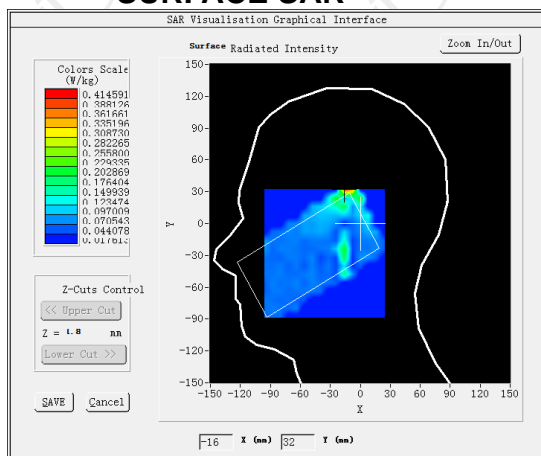 SURFACE SAR
SAR Visualisation Graphical Interface
Surface Radiated Intensity
Zoom In/Out
Colors Scale
(W/kg)
0.414591
0.388126
0.361661
0.335196
0.308730
0.282265
0.255800
0.229335
0.202869
0.176404
0.149939
0.123474
0.097009
0.070543
0.044078
0.017613
Z-Cuts Control
<< Upper Cut
Z = 1.8 mm
Lower Cut >>
SAVE
Cancel
150
120
90
60
30
0
-30
-60
-90
-120
-150
Y
-150 -120 -90 -60 -30 0 30 60 90 120 150
X
-16 X (mm) 32 Y (mm)